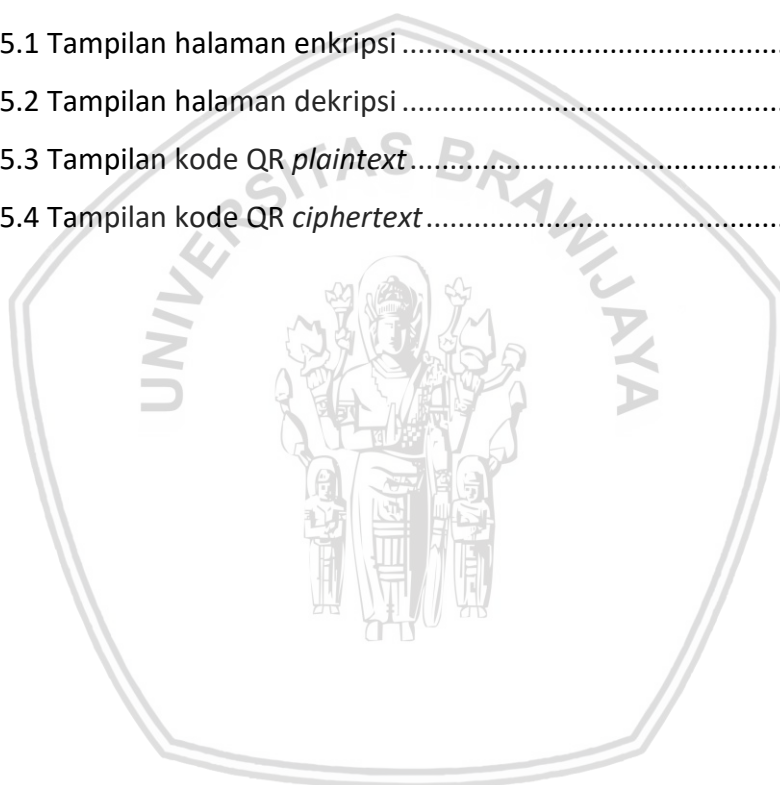 5.1 Tampilan halaman enkripsi ................................................
5.2 Tampilan halaman dekripsi ................................................
5.3 Tampilan kode QR plaintext ...............................................
5.4 Tampilan kode QR ciphertext .............................................
UNIVERSITAS BRAWIJAYA